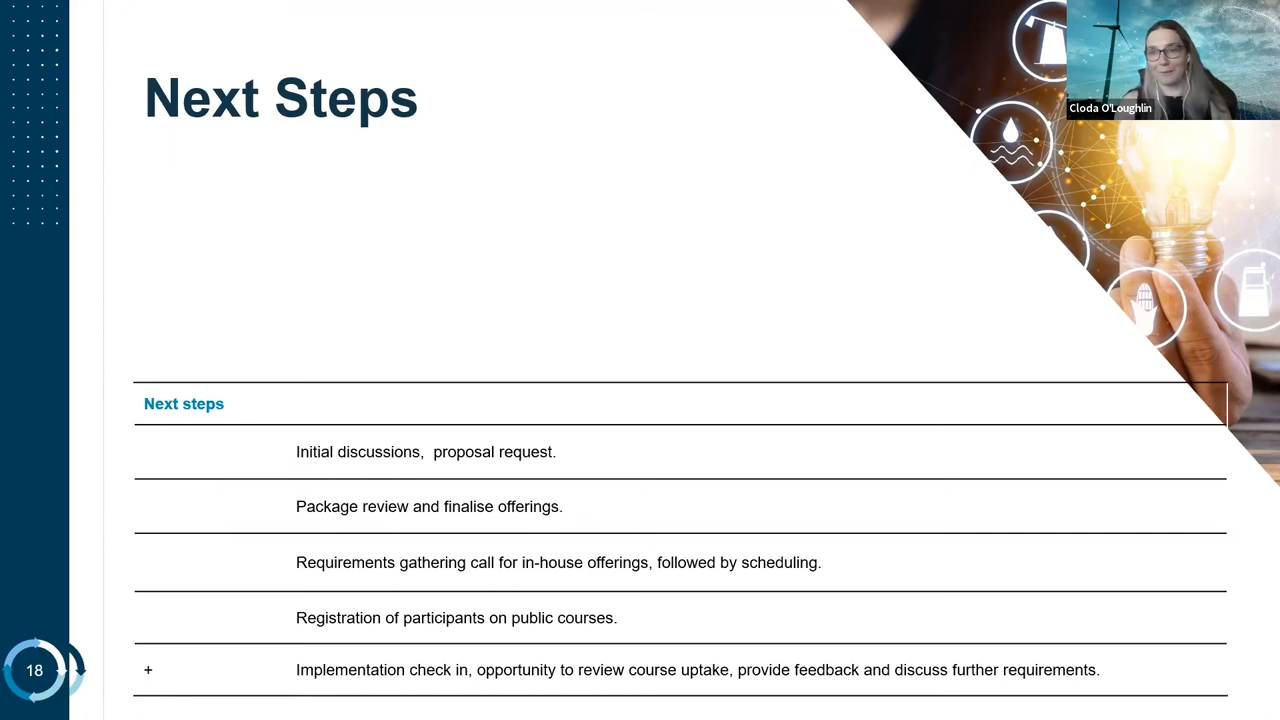 Next Steps
Cloda O'Loughlin
Next steps
Initial discussions,  proposal request.
Package review and finalise offerings.
Requirements gathering call for in-house offerings, followed by scheduling.
Registration of participants on public courses.
+ Implementation check in, opportunity to review course uptake, provide feedback and discuss further requirements.
18